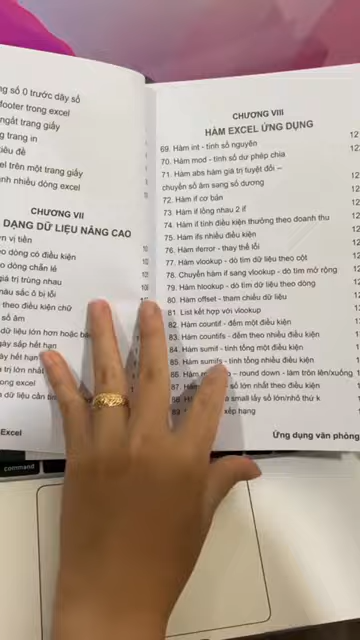 ng số 0 trước dãy số
footer trong excel
ngắt trang giấy
g trang in
tiêu đề
el trên một trang giấy
nh nhiều dòng excel
CHƯƠNG VII
DẠNG DỮ LIỆU NÂNG CAO
n vị tiền
o dòng có điều kiện
o dòng chẵn lẻ
giá trị trùng nhau
màu sắc ô bị lỗi
theo điều kiện chữ
số âm
dữ liệu lớn hơn hoặc
gày sắp hết hạn
ày hết hạn
trị lớn nhất
ong excel
dữ liệu cần
Excel
CHƯƠNG VIII
HÀM EXCEL ỨNG DỤNG
69. Hàm int - tính số nguyên
70. Hàm mod - tính số dư phép chia
71. Hàm abs hàm giá trị tuyệt đối –
chuyển số âm sang số dương
72. Hàm if cơ bản
73. Hàm if lồng nhau 2 if
74. Hàm if tính điều kiện thưởng theo doanh thu
75. Hàm ifs nhiều điều kiện
76. Hàm iferror - thay thế lỗi
77. Hàm vlookup - dò tìm dữ liệu theo cột
78. Chuyển hàm if sang vlookup - dò tìm mở rộng
79. Hàm hlookup - dò tìm dữ liệu theo dòng
80. Hàm offset - tham chiếu dữ liệu
81. List kết hợp với vlookup
82. Hàm countif - đếm một điều kiện
83. Hàm countifs - đếm theo nhiều điều kiện
84. Hàm sumif - tính tổng một điều kiện
85. Hàm sumifs - tính tổng nhiều điều kiện
86. Hàm - round down - làm tròn lên/xuống
87. Hàm - số lớn nhất theo điều kiện
88. small lấy số lớn/nhỏ thứ k
89. xếp hạng
Ứng dụng văn phòng
command